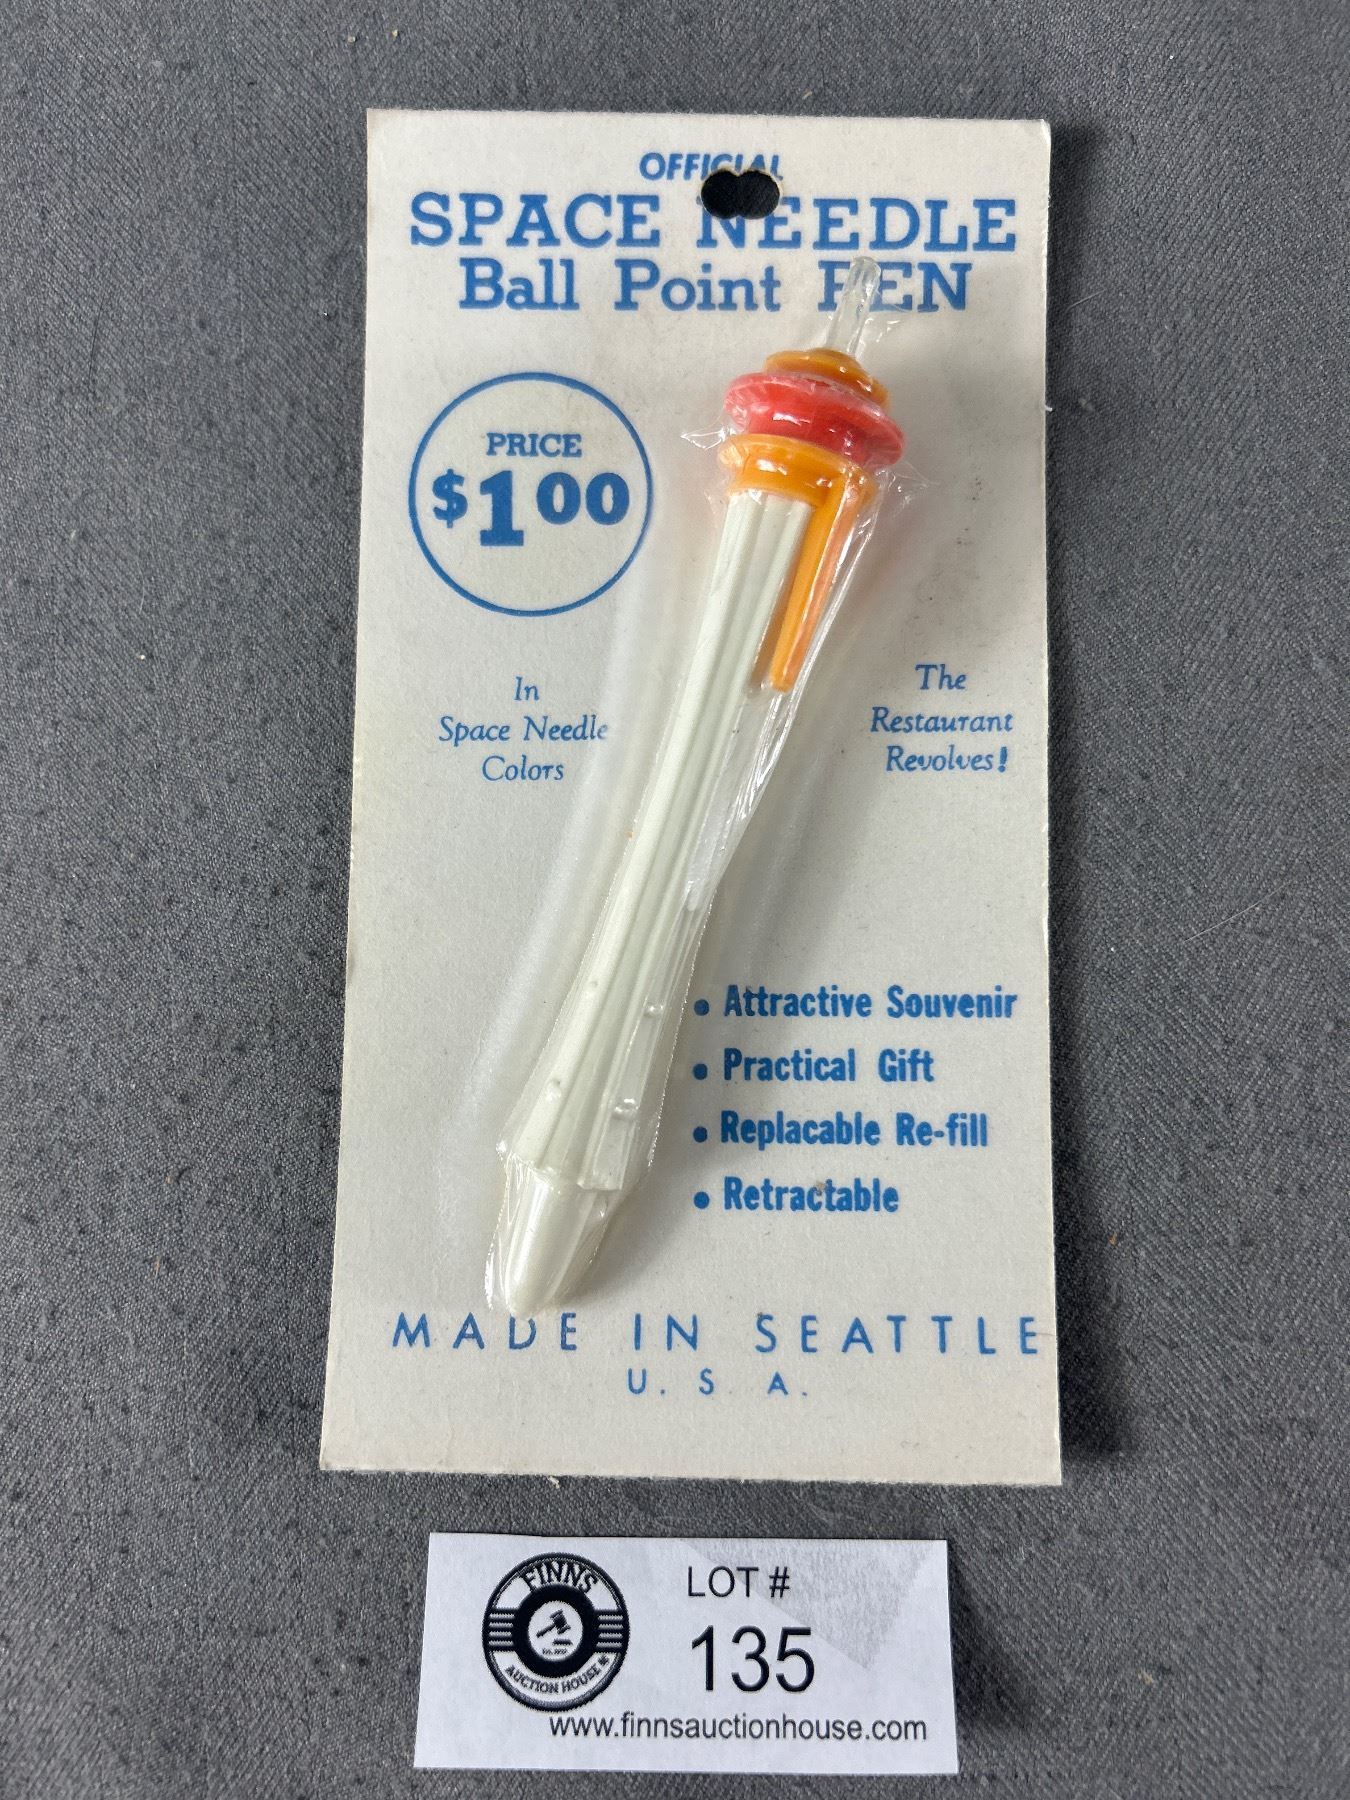 OFFICIAL
SPACE NEEDLE
Ball Point PEN
PRICE
$1.00
In
Space Needle
Colors
The
Restaurant
Revolves!
• Attractive Souvenir
• Practical Gift
• Replacable Re-fill
• Retractable
MADE IN SEATTLE
U. S. A.
FINNS
AUCTION HOUSE
LOT #
135
www.finnsauctionhouse.com